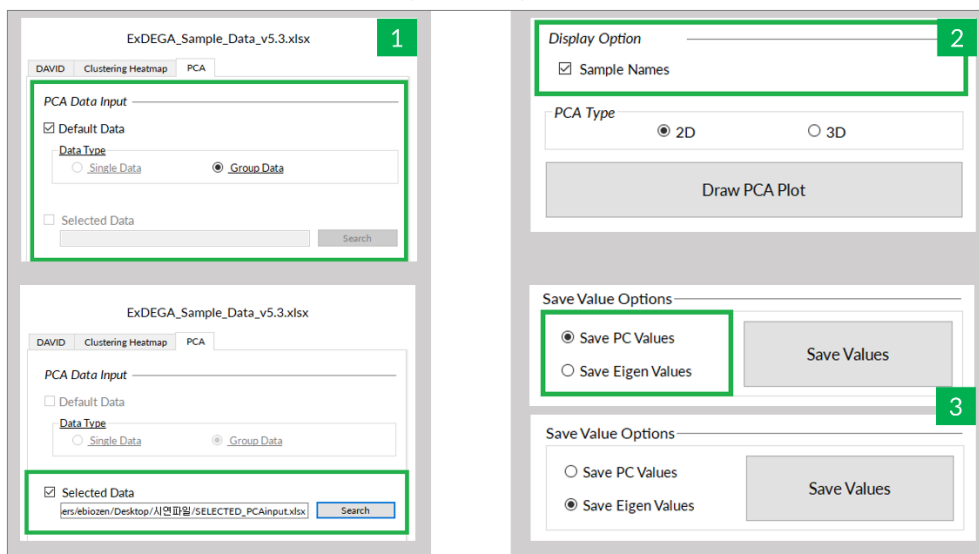 ExDEGA_Sample_Data_v5.3.xlsx
1
DAVID Clustering Heatmap PCA
PCA Data Input
Default Data
Data Type
Single Data Group Data
Selected Data
Search
ExDEGA_Sample_Data_v5.3.xlsx
DAVID Clustering Heatmap PCA
PCA Data Input
Default Data
Data Type
Single Data Group Data
Selected Data
ers/ebiozen/Desktop/시연파일/SELECTED_PCAinput.xlsx Search
Display Option
2
Sample Names
PCA Type
2D 3D
Draw PCA Plot
Save Value Options
Save PC Values
Save Eigen Values
Save Values
3
Save Value Options
Save PC Values
Save Eigen Values
Save Values